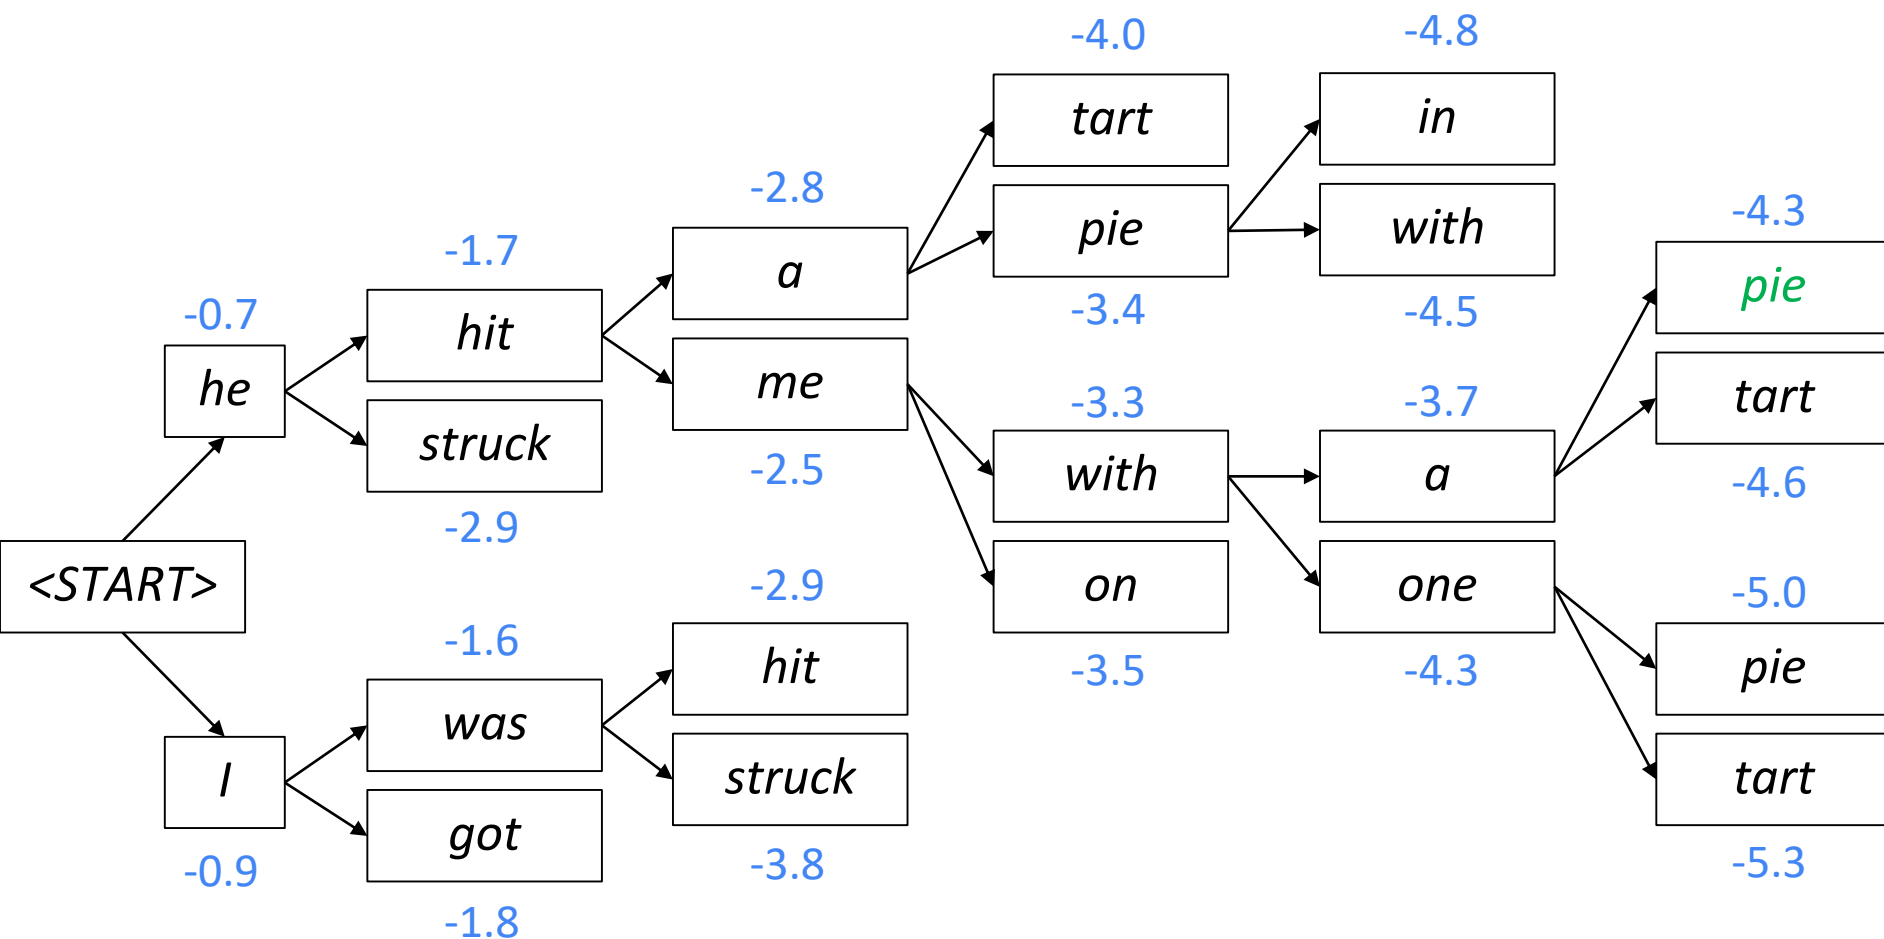 <START>
-0.7
he
I
-0.9
-1.7
hit
struck
-2.9
-1.6
was
got
-1.8
-2.8
a
me
-2.5
-2.9
hit
struck
-3.8
-4.0
tart
pie
-3.4
-3.3
with
on
-3.5
-4.8
in
with
-4.5
-3.7
a
one
-4.3
-4.3
pie
tart
-4.6
-5.0
pie
tart
-5.3